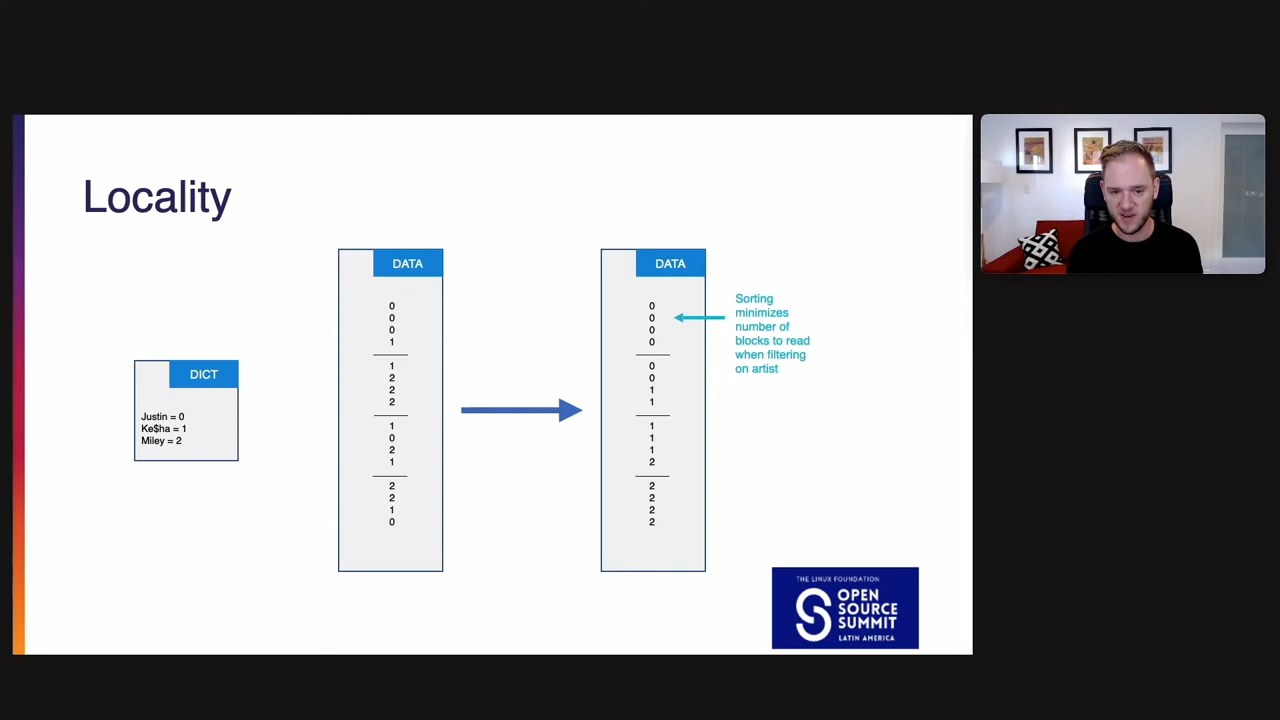 Locality
DICT
Justin = 0
Ke$ha = 1
Miley = 2
DATA
0
0
0
1
1
2
2
2
1
0
2
1
2
2
1
0
DATA
0
0
0
0
0
0
1
1
1
1
1
2
2
2
2
2
Sorting
minimizes
number of
blocks to read
when filtering
on artist
THE LINUX FOUNDATION
OPEN
SOURCE
SUMMIT
LATIN AMERICA